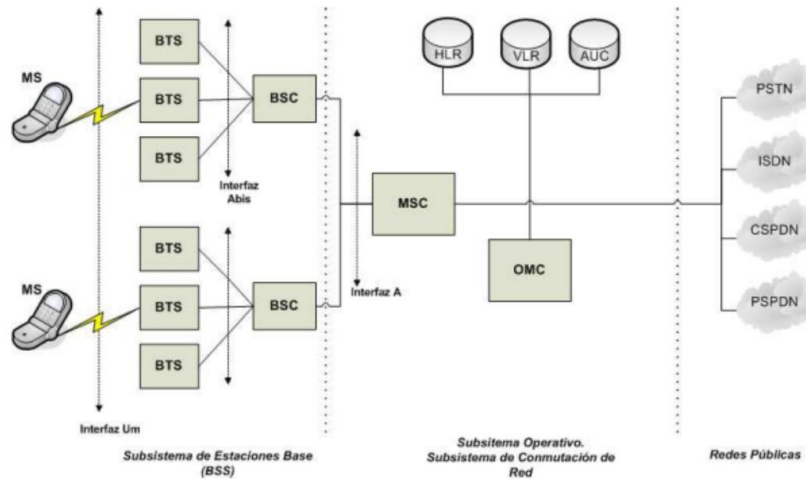 BTS
HLR
VLR
AUC
MS
BTS
BSC
PSTN
BTS
Interfaz
Abis
ISDN
MSC
BTS
CSPDN
OMC
MS
BTS
BSC
Interfaz A
PSPDN
BTS
Interfaz Um
Subsistema de Estaciones Base
(BSS)
Subsitema Operativo.
Subsistema de Conmutación de
Red
Redes Públicas